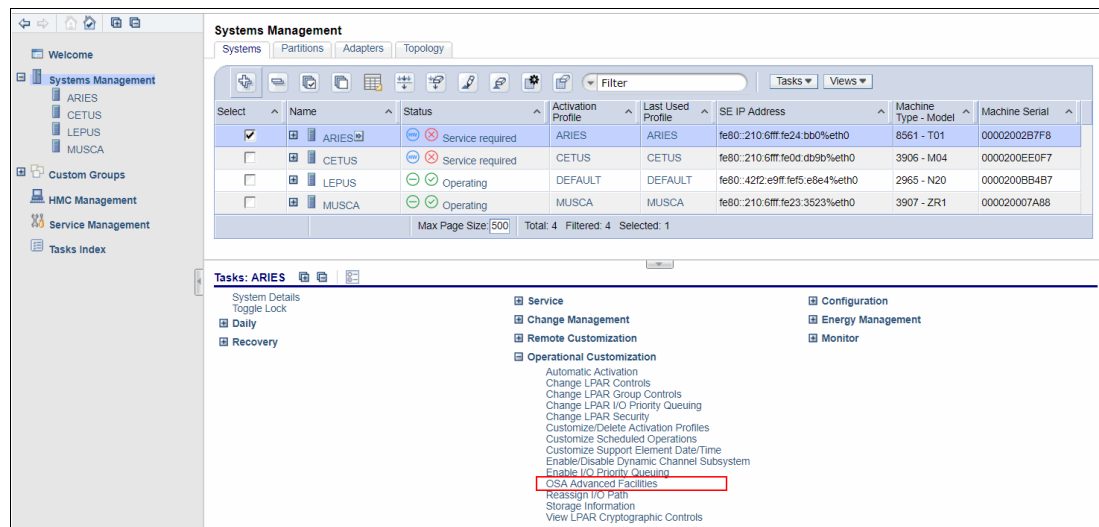 Systems Management
Systems Partitions Adapters Topology
Welcome
Systems Management
ARIES
CETUS
LEPUS
MUSCA
Custom Groups
HMC Management
Service Management
Tasks Index
Filter Tasks Views
Select Name Status Activation Profile Last Used Profile SE IP Address Machine Type - Model Machine Serial
ARIES Service required ARIES ARIES fe80::210:6fff:fe24:bb0%eth0 8561 - T01 00002002B7F8
CETUS Service required CETUS CETUS fe80::210:6fff:fe0d:db9b%eth0 3906 - M04 0000200EE0F7
LEPUS Operating DEFAULT DEFAULT fe80::42f2:e9ff:fef5:e8e4%eth0 2965 - N20 0000200BB4B7
MUSCA Operating MUSCA MUSCA fe80::210:6fff:fe23:3523%eth0 3907 - ZR1 000020007A88
Max Page Size: 500 Total: 4 Filtered: 4 Selected: 1
Tasks: ARIES
System Details
Toggle Lock
Daily
Recovery
Service
Change Management
Remote Customization
Operational Customization
Automatic Activation
Change LPAR Controls
Change LPAR Group Controls
Change LPAR I/O Priority Queuing
Change LPAR Security
Customize/Delete Activation Profiles
Customize Scheduled Operations
Customize Support Element Date/Time
Enable/Disable Dynamic Channel Subsystem
Enable I/O Priority Queuing
OSA Advanced Facilities
Reassign I/O Path
Storage Information
View LPAR Cryptographic Controls
Configuration
Energy Management
Monitor